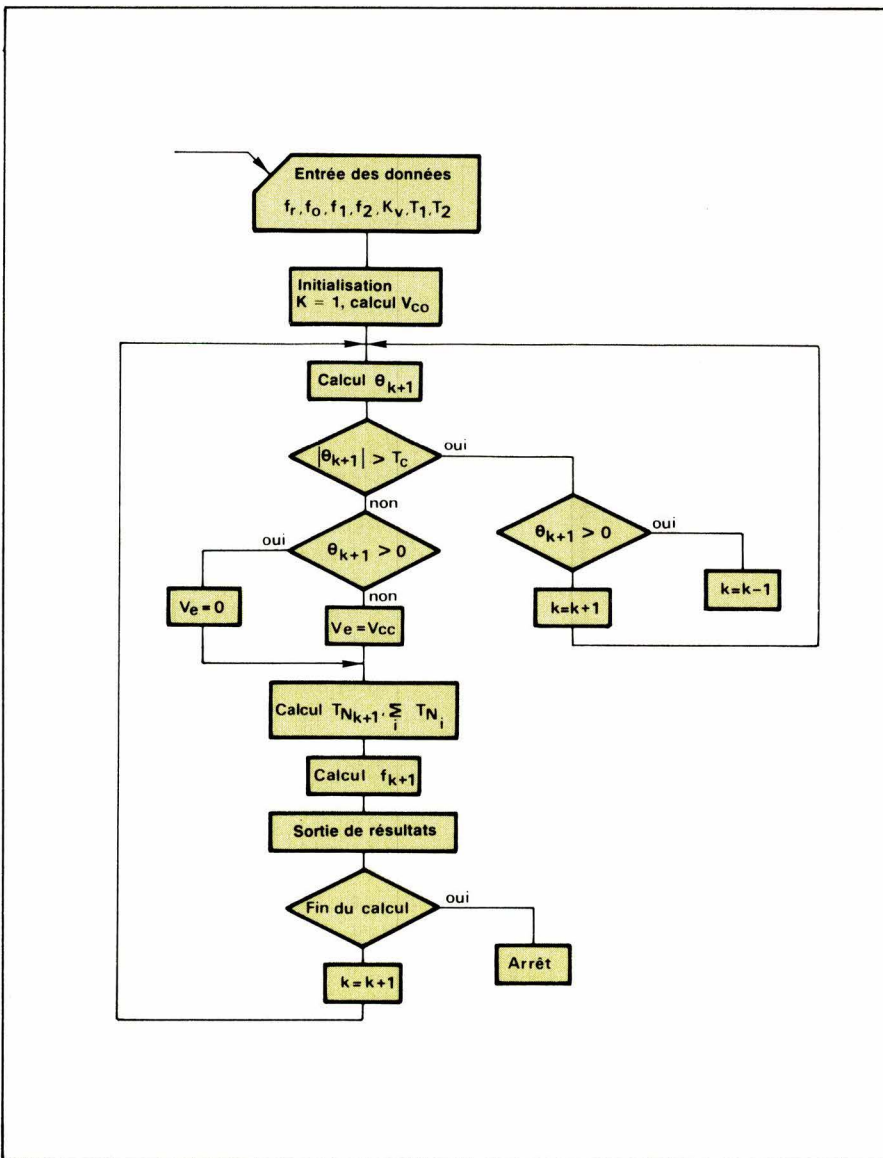 Entrée des données
fr, fo, f1, f2, Kv, T1, T2
Initialisation
K = 1, calcul Vco
Calcul θk+1
|θk+1| > Tc
oui
non
θk+1 > 0
oui
non
θk+1 > 0
oui
Ve = 0
Ve = Vcc
k=k+1
k=k−1
Calcul TNk+1, Σi TNi
Calcul fk+1
Sortie de résultats
Fin du calcul
oui
k=k+1
Arrêt